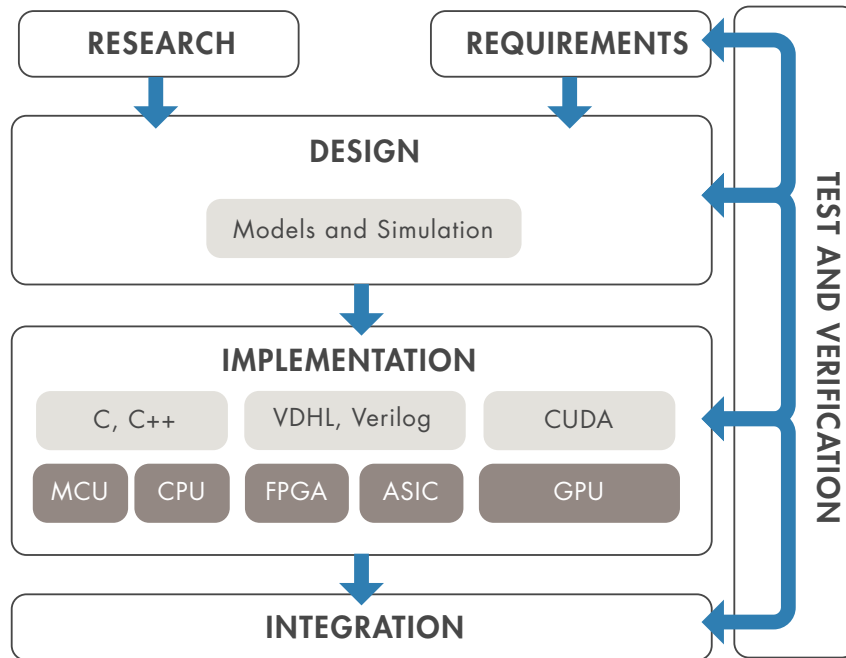 RESEARCH
REQUIREMENTS
DESIGN
Models and Simulation
IMPLEMENTATION
C, C++
VDHL, Verilog
CUDA
MCU
CPU
FPGA
ASIC
GPU
INTEGRATION
TEST AND VERIFICATION